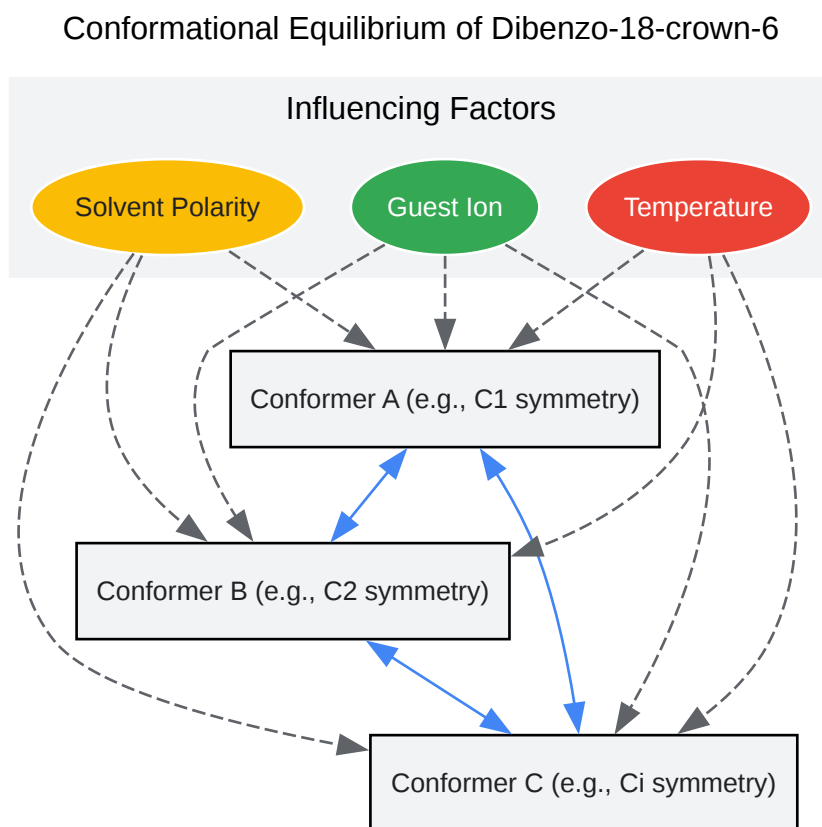 Conformational Equilibrium of Dibenzo-18-crown-6
Influencing Factors
Solvent Polarity
Guest Ion
Temperature
Conformer A (e.g., C1 symmetry)
Conformer B (e.g., C2 symmetry)
Conformer C (e.g., Ci symmetry)